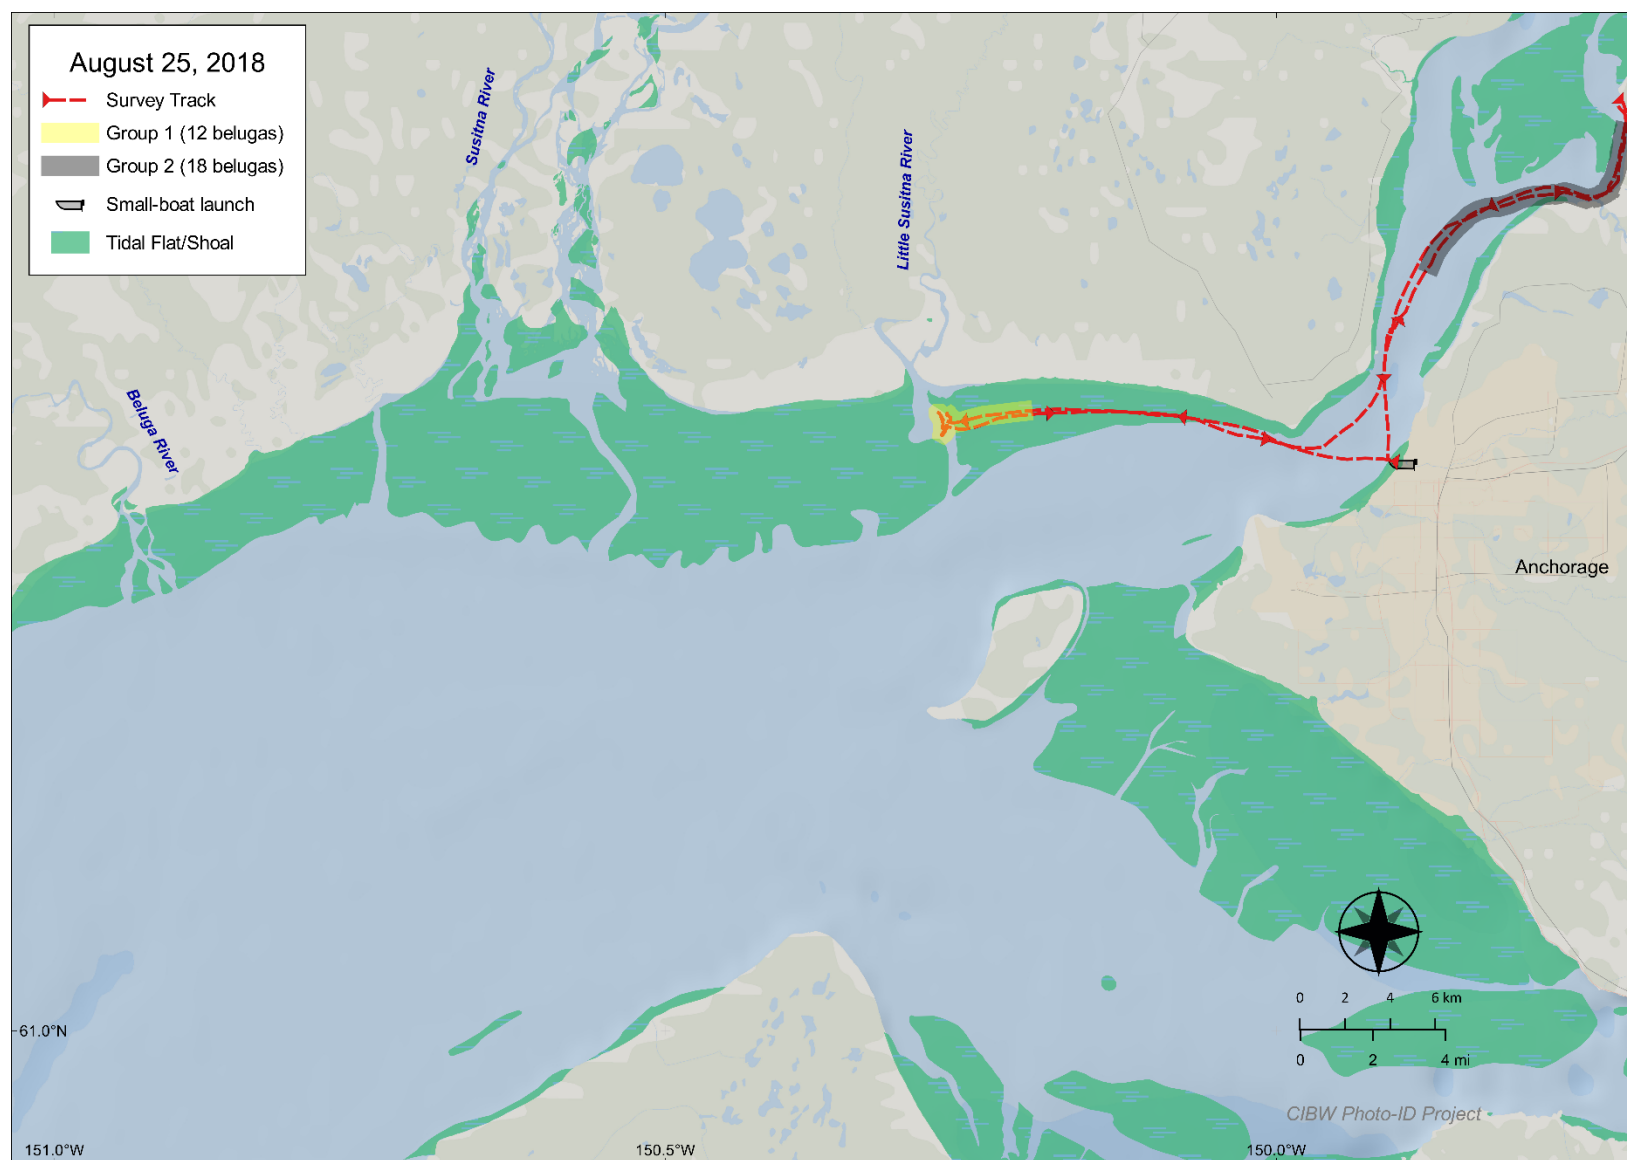 August 25, 2018
Survey Track
Group 1 (12 belugas)
Group 2 (18 belugas)
Small-boat launch
Tidal Flat/Shoal
Susitna River
Little Susitna River
Beluga River
Anchorage
0 2 4 6 km
0 2 4 mi
61.0°N
CIBW Photo-ID Project
151.0°W 150.5°W 150.0°W